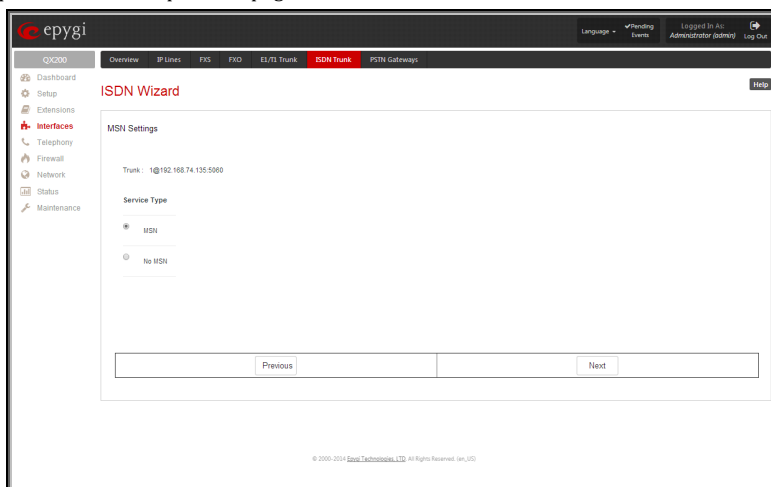 epygi
Language
Pending Events
Logged In As:
Administrator (admin)
Log Out
QX200
Overview IP Lines FXS FXO E1/T1 Trunk ISDN Trunk PSTN Gateways
Dashboard
Setup
Extensions
Interfaces
Telephony
Firewall
Network
Status
Maintenance
ISDN Wizard
Help
MSN Settings
Trunk : 1@192.168.74.135:5060
Service Type
MSN
No MSN
Previous Next
© 2000-2014 Epygi Technologies, LTD. All Rights Reserved. (en_US)